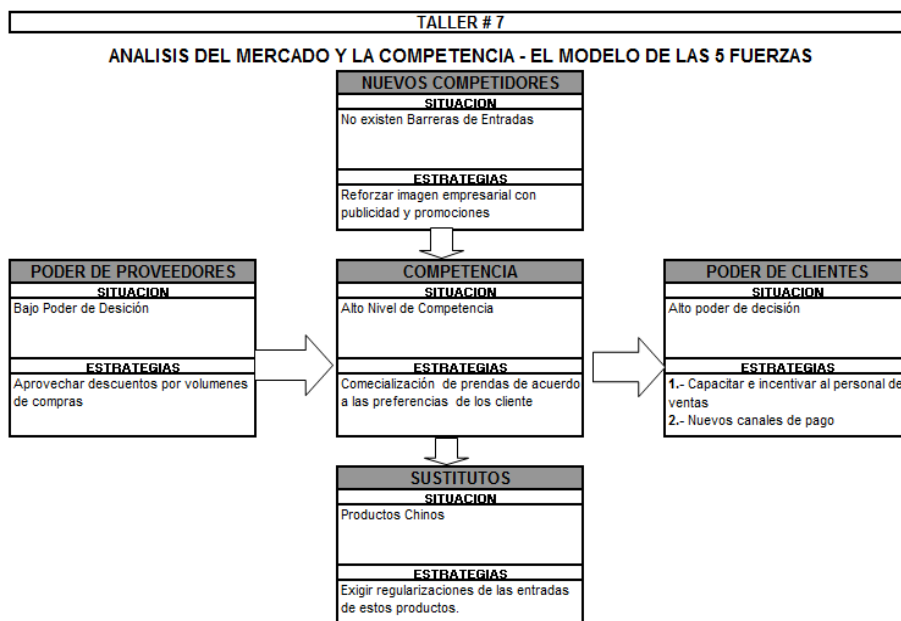 TALLER # 7
ANALISIS DEL MERCADO Y LA COMPETENCIA - EL MODELO DE LAS 5 FUERZAS
NUEVOS COMPETIDORES
SITUACION
No existen Barreras de Entradas
ESTRATEGIAS
Reforzar imagen empresarial con
publicidad y promociones
PODER DE PROVEEDORES
SITUACION
Bajo Poder de Desición
ESTRATEGIAS
Aprovechar descuentos por volumenes
de compras
COMPETENCIA
SITUACION
Alto Nivel de Competencia
ESTRATEGIAS
Comecialización de prendas de acuerdo
a las preferencias de los cliente
PODER DE CLIENTES
SITUACION
Alto poder de decisión
ESTRATEGIAS
1.- Capacitar e incentivar al personal de
ventas
2.- Nuevos canales de pago
SUSTITUTOS
SITUACION
Productos Chinos
ESTRATEGIAS
Exigir regularizaciones de las entradas
de estos productos.